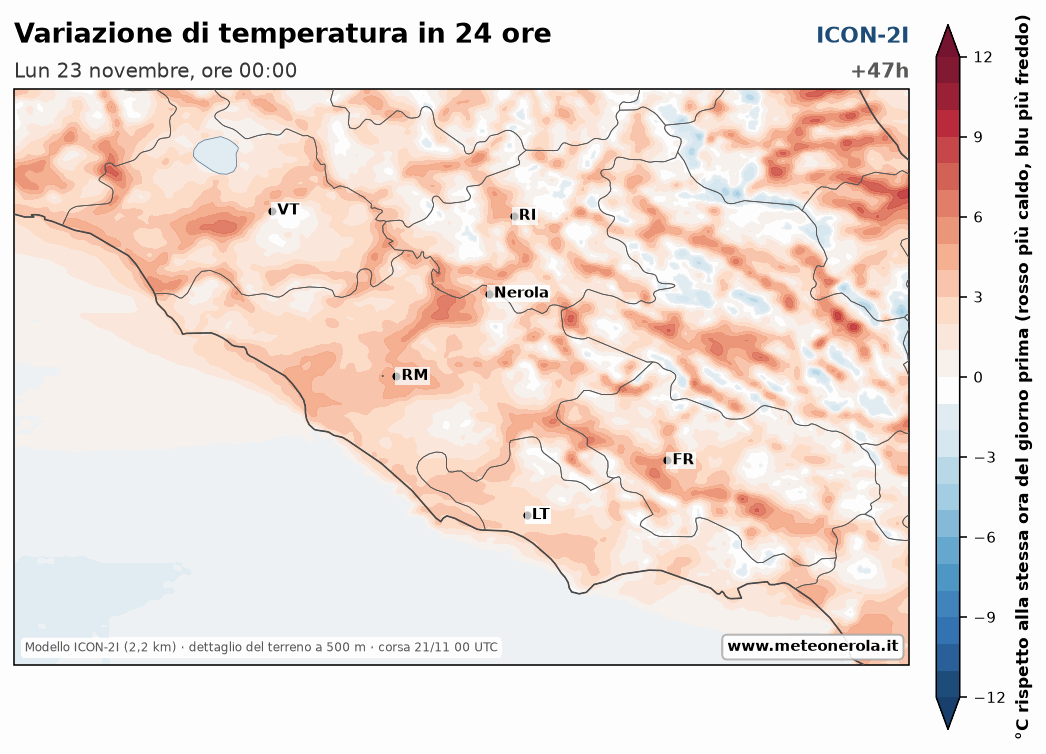 Variazione di temperatura in 24 ore
ICON-2I
Lun 23 novembre, ore 00:00
+47h
VT
RI
Nerola
RM
FR
LT
Modello ICON-2I (2,2 km) · dettaglio del terreno a 500 m · corsa 21/11 00 UTC
www.meteonerola.it
12
9
6
3
0
−3
−6
−9
−12
°C rispetto alla stessa ora del giorno prima (rosso più caldo, blu più freddo)